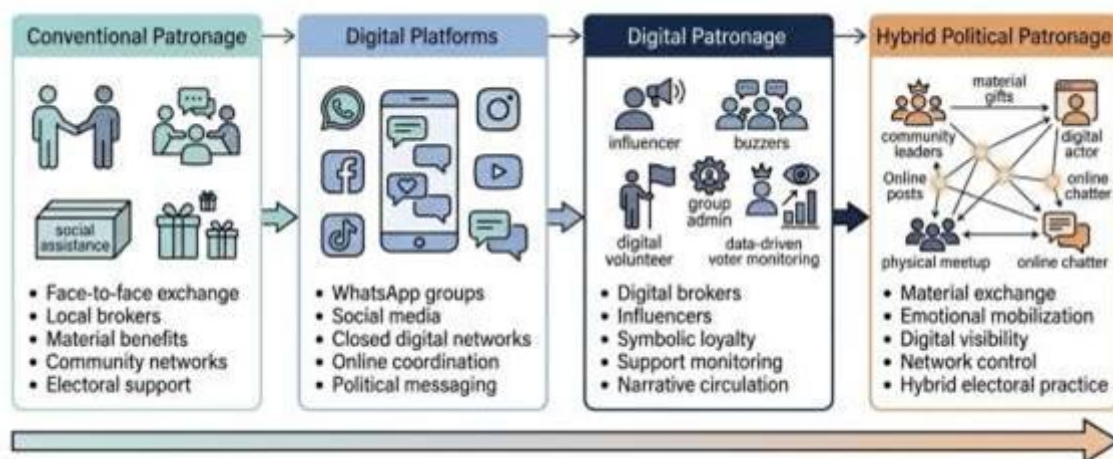 Conventional Patronage
social
assistance
• Face-to-face exchange
• Local brokers
• Material benefits
• Community networks
• Electoral support
Digital Platforms
• WhatsApp groups
• Social media
• Closed digital networks
• Online coordination
• Political messaging
Digital Patronage
influencer
buzzers
digital
volunteer
group
admin
data-driven
voter monitoring
• Digital brokers
• Influencers
• Symbolic loyalty
• Support monitoring
• Narrative circulation
Hybrid Political Patronage
material
gifts
community
leaders
digital
actor
Online
posts
online
chatter
physical meetup
online chatter
• Material exchange
• Emotional mobilization
• Digital visibility
• Network control
• Hybrid electoral practice